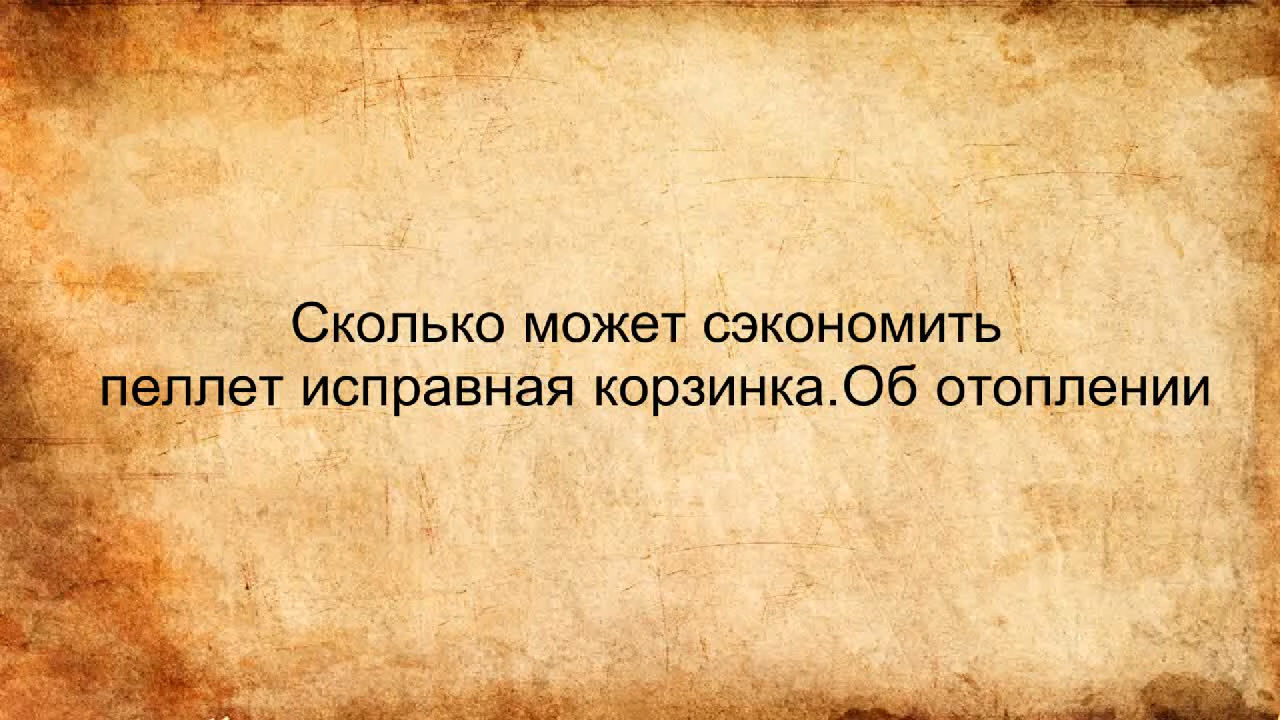 Сколько может сэкономить
пеллет исправная корзинка.Об отоплении